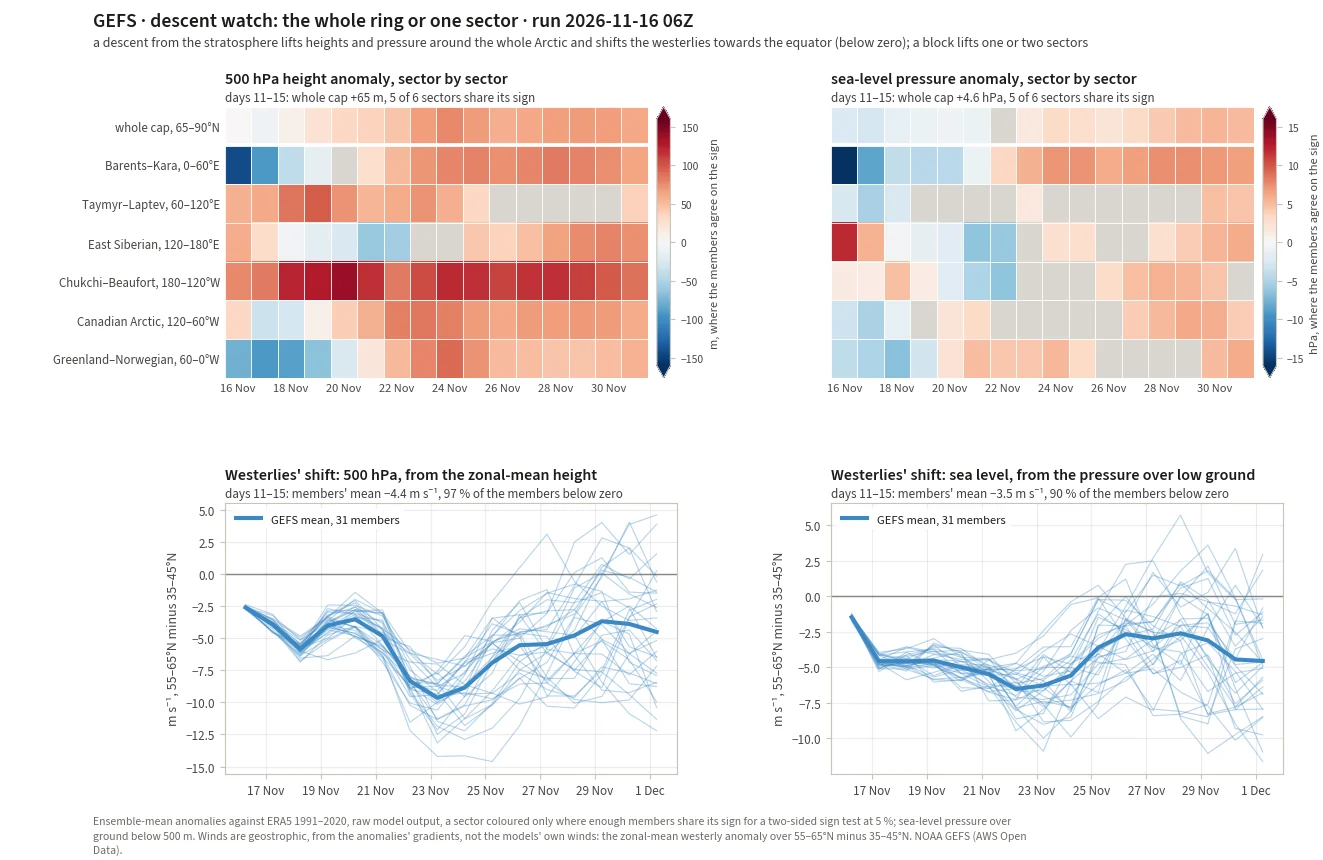 GEFS · descent watch: the whole ring or one sector · run 2026-11-16 06Z
a descent from the stratosphere lifts heights and pressure around the whole Arctic and shifts the westerlies towards the equator (below zero); a block lifts one or two sectors
500 hPa height anomaly, sector by sector
days 11–15: whole cap +65 m, 5 of 6 sectors share its sign
whole cap, 65–90°N
Barents–Kara, 0–60°E
Taymyr–Laptev, 60–120°E
East Siberian, 120–180°E
Chukchi–Beaufort, 180–120°W
Canadian Arctic, 120–60°W
Greenland–Norwegian, 60–0°W
16 Nov 18 Nov 20 Nov 22 Nov 24 Nov 26 Nov 28 Nov 30 Nov
150
100
50
0
−50
−100
−150
m, where the members agree on the sign
sea-level pressure anomaly, sector by sector
days 11–15: whole cap +4.6 hPa, 5 of 6 sectors share its sign
16 Nov 18 Nov 20 Nov 22 Nov 24 Nov 26 Nov 28 Nov 30 Nov
15
10
5
0
−5
−10
−15
hPa, where the members agree on the sign
Westerlies' shift: 500 hPa, from the zonal-mean height
days 11–15: members' mean −4.4 m s⁻¹, 97 % of the members below zero
GEFS mean, 31 members
m s⁻¹, 55–65°N minus 35–45°N
5.0
2.5
0.0
−2.5
−5.0
−7.5
−10.0
−12.5
−15.0
17 Nov 19 Nov 21 Nov 23 Nov 25 Nov 27 Nov 29 Nov 1 Dec
Westerlies' shift: sea level, from the pressure over low ground
days 11–15: members' mean −3.5 m s⁻¹, 90 % of the members below zero
GEFS mean, 31 members
m s⁻¹, 55–65°N minus 35–45°N
5.0
2.5
0.0
−2.5
−5.0
−7.5
−10.0
17 Nov 19 Nov 21 Nov 23 Nov 25 Nov 27 Nov 29 Nov 1 Dec
Ensemble-mean anomalies against ERA5 1991–2020, raw model output, a sector coloured only where enough members share its sign for a two-sided sign test at 5 %; sea-level pressure over
ground below 500 m. Winds are geostrophic, from the anomalies' gradients, not the models' own winds: the zonal-mean westerly anomaly over 55–65°N minus 35–45°N. NOAA GEFS (AWS Open
Data).